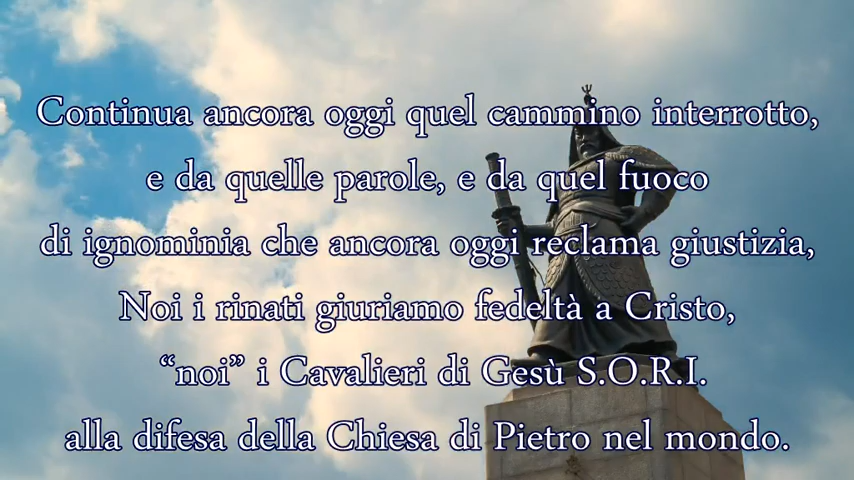 Continua ancora oggi quel cammino interrotto,
e da quelle parole, e da quel fuoco
di ignominia che ancora oggi reclama giustizia,
Noi i rinati giuriamo fedeltà a Cristo,
“noi” i Cavalieri di Gesù S.O.R.I.
alla difesa della Chiesa di Pietro nel mondo.